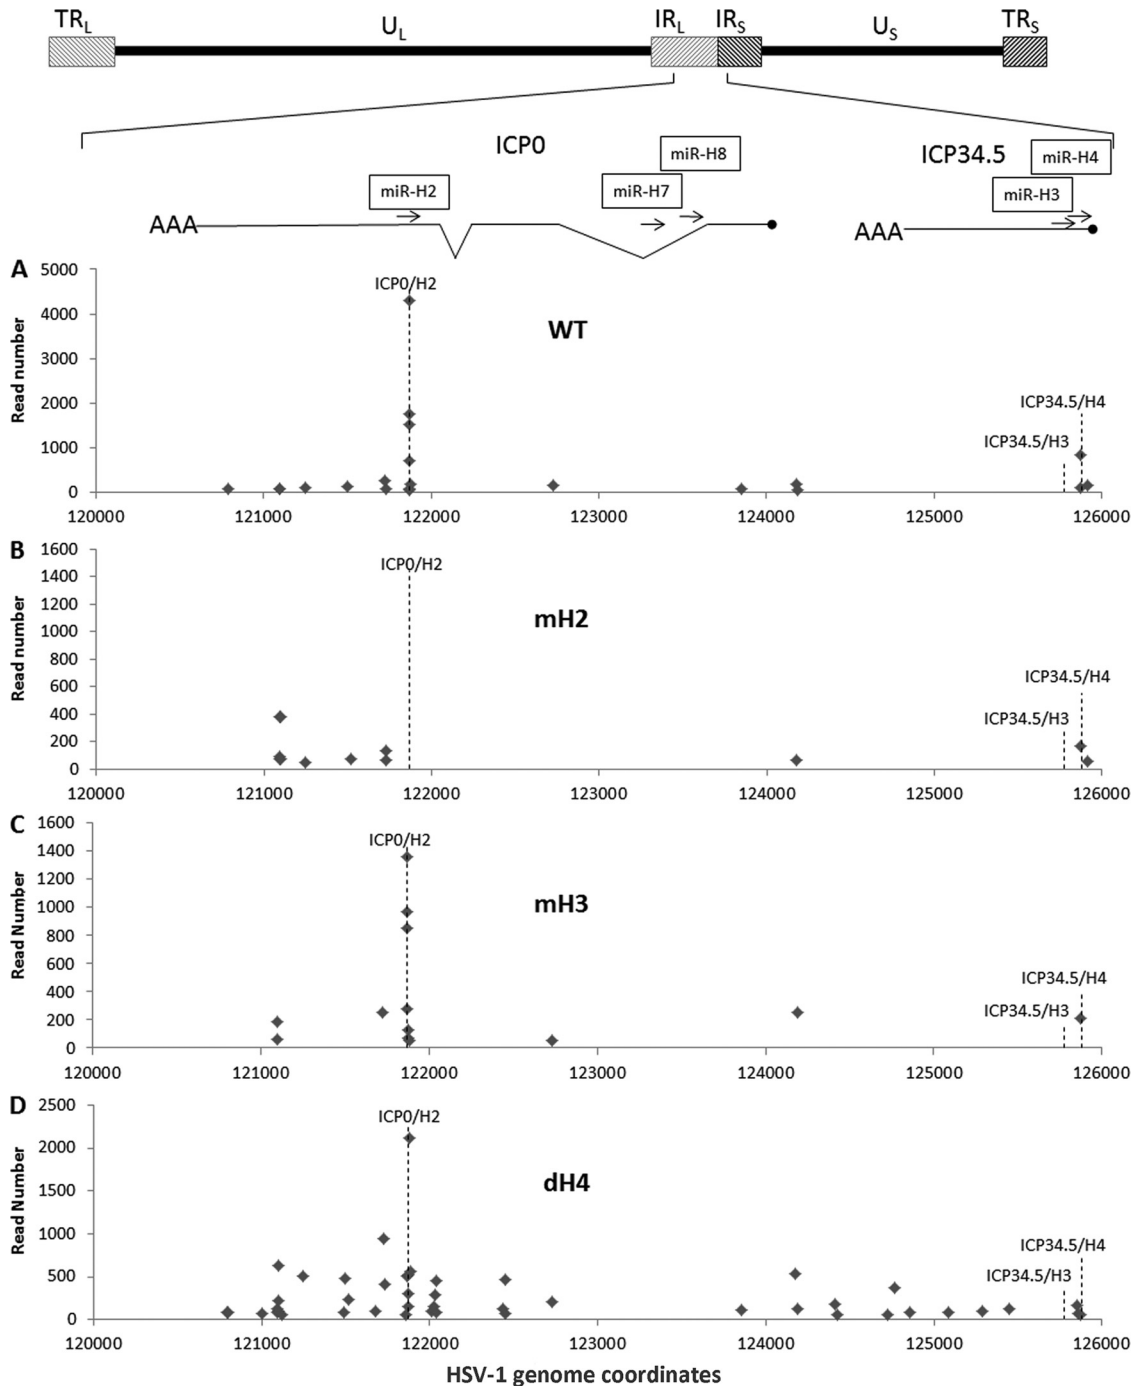 TRL UL IRL IRS US TRS
ICP0 miR-H8 ICP34.5 miR-H4
miR-H2 miR-H7 miR-H3
AAA AAA
A
WT
Read number
5000
4000
3000
2000
1000
0
ICP0/H2
ICP34.5/H4
ICP34.5/H3
120000 121000 122000 123000 124000 125000 126000
B
mH2
Read number
1600
1400
1200
1000
800
600
400
200
0
ICP0/H2
ICP34.5/H4
ICP34.5/H3
120000 121000 122000 123000 124000 125000 126000
C
mH3
Read Number
1600
1400
1200
1000
800
600
400
200
0
ICP0/H2
ICP34.5/H4
ICP34.5/H3
120000 121000 122000 123000 124000 125000 126000
D
dH4
Read Number
2500
2000
1500
1000
500
0
ICP0/H2
ICP34.5/H4
ICP34.5/H3
120000 121000 122000 123000 124000 125000 126000
HSV-1 genome coordinates